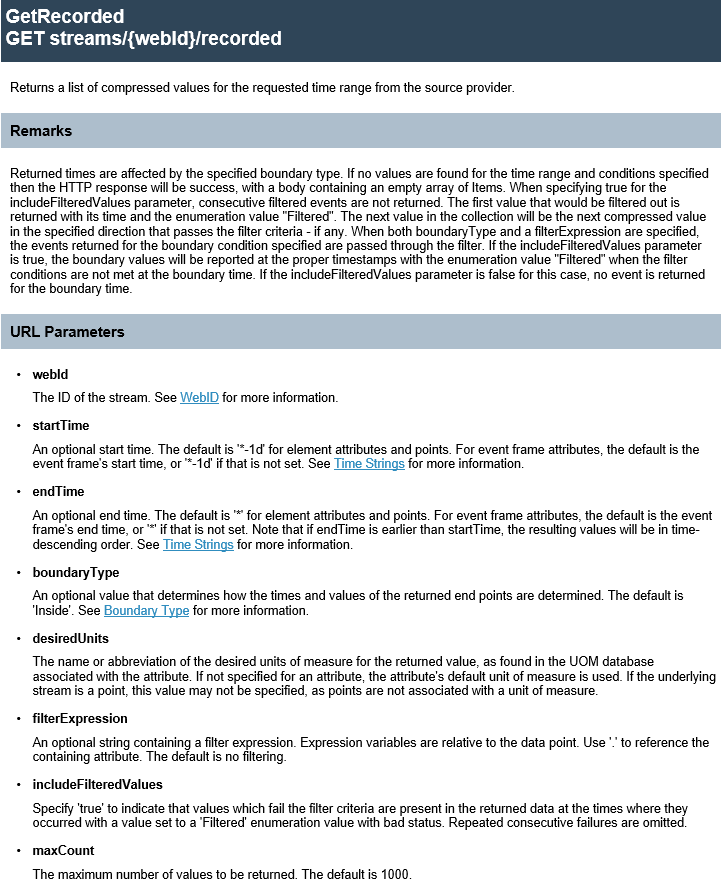 GetRecorded
GET streams/{webId}/recorded
Returns a list of compressed values for the requested time range from the source provider.
Remarks
Returned times are affected by the specified boundary type. If no values are found for the time range and conditions specified
then the HTTP response will be success, with a body containing an empty array of Items. When specifying true for the
includeFilteredValues parameter, consecutive filtered events are not returned. The first value that would be filtered out is
returned with its time and the enumeration value "Filtered". The next value in the collection will be the next compressed value
in the specified direction that passes the filter criteria - if any. When both boundaryType and a filterExpression are specified,
the events returned for the boundary condition specified are passed through the filter. If the includeFilteredValues parameter
is true, the boundary values will be reported at the proper timestamps with the enumeration value "Filtered" when the filter
conditions are not met at the boundary time. If the includeFilteredValues parameter is false for this case, no event is returned
for the boundary time.
URL Parameters
• webId
The ID of the stream. See WebID for more information.
• startTime
An optional start time. The default is '*-1d' for element attributes and points. For event frame attributes, the default is the
event frame's start time, or '*-1d' if that is not set. See Time Strings for more information.
• endTime
An optional end time. The default is '*' for element attributes and points. For event frame attributes, the default is the event
frame's end time, or '*' if that is not set. Note that if endTime is earlier than startTime, the resulting values will be in time-
descending order. See Time Strings for more information.
• boundaryType
An optional value that determines how the times and values of the returned end points are determined. The default is
'Inside'. See Boundary Type for more information.
• desiredUnits
The name or abbreviation of the desired units of measure for the returned value, as found in the UOM database
associated with the attribute. If not specified for an attribute, the attribute's default unit of measure is used. If the underlying
stream is a point, this value may not be specified, as points are not associated with a unit of measure.
• filterExpression
An optional string containing a filter expression. Expression variables are relative to the data point. Use '.' to reference the
containing attribute. The default is no filtering.
• includeFilteredValues
Specify 'true' to indicate that values which fail the filter criteria are present in the returned data at the times where they
occurred with a value set to a 'Filtered' enumeration value with bad status. Repeated consecutive failures are omitted.
• maxCount
The maximum number of values to be returned. The default is 1000.